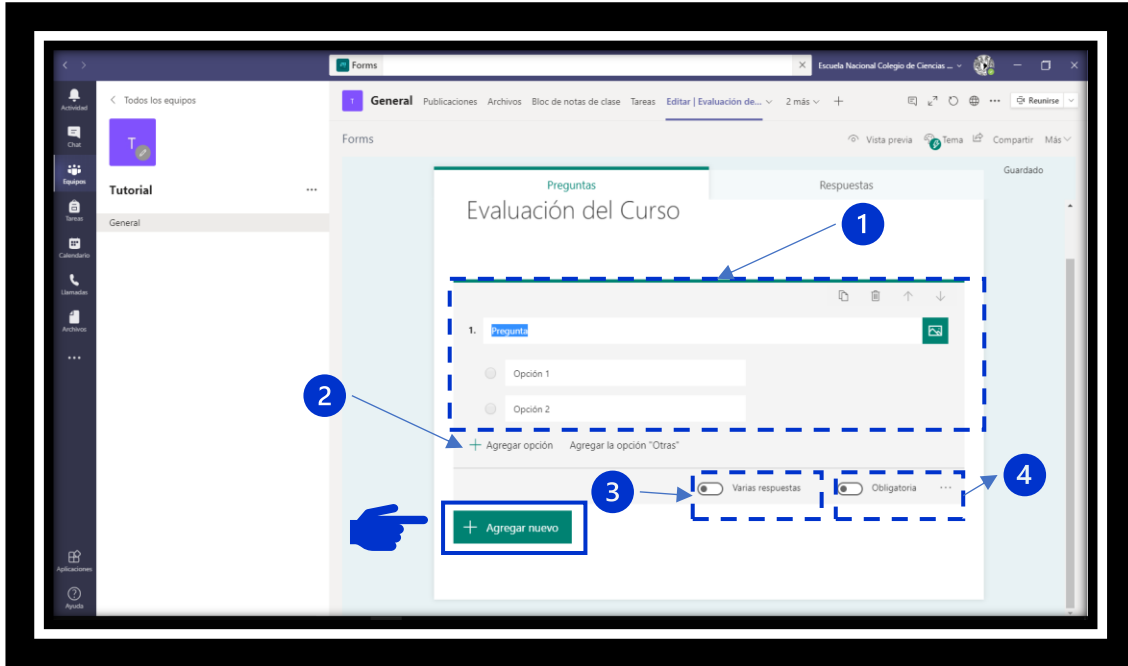 Forms
Escuela Nacional Colegio de Ciencias ...
Actividad
Chat
Equipos
Tareas
Calendario
Llamadas
Archivos
Aplicaciones
Ayuda
Todos los equipos
T
Tutorial
General
T General Publicaciones Archivos Bloc de notas de clase Tareas Editar | Evaluación de... 2 más Reunirse
Forms Vista previa Tema Compartir Más
Guardado
Preguntas Respuestas
Evaluación del Curso
1
1. Pregunta
Opción 1
Opción 2
2
+ Agregar opción Agregar la opción "Otras"
3 Varias respuestas Obligatoria ... 4
+ Agregar nuevo